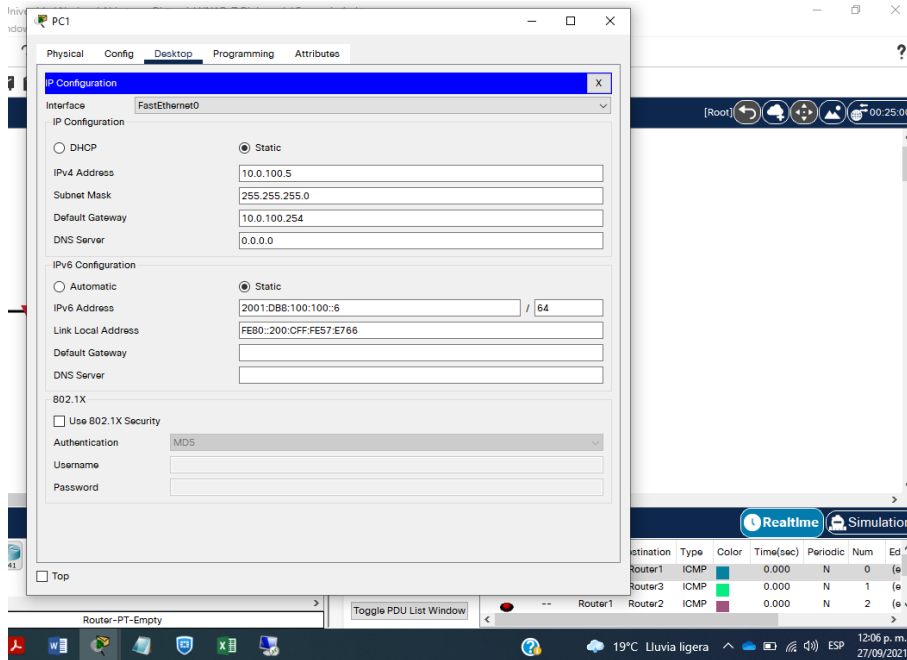 PC1
Physical Config Desktop Programming Attributes
IP Configuration X
Interface FastEthernet0
IP Configuration
DHCP Static
IPv4 Address 10.0.100.5
Subnet Mask 255.255.255.0
Default Gateway 10.0.100.254
DNS Server 0.0.0.0
IPv6 Configuration
Automatic Static
IPv6 Address 2001:DB8:100:100::6 / 64
Link Local Address FE80::200:CFF:FE57:E766
Default Gateway
DNS Server
802.1X
Use 802.1X Security
Authentication MD5
Username
Password
Top
?
[Root] 00:25:00
Realtime Simulation
estination Type Color Time(sec) Periodic Num Ed
Router1 ICMP 0.000 N 0 (e
Router3 ICMP 0.000 N 1 (e
-- Router1 Router2 ICMP 0.000 N 2 (e
Toggle PDU List Window
Router-PT-Empty
41
19°C Lluvia ligera ESP 12:06 p. m.
27/09/2021